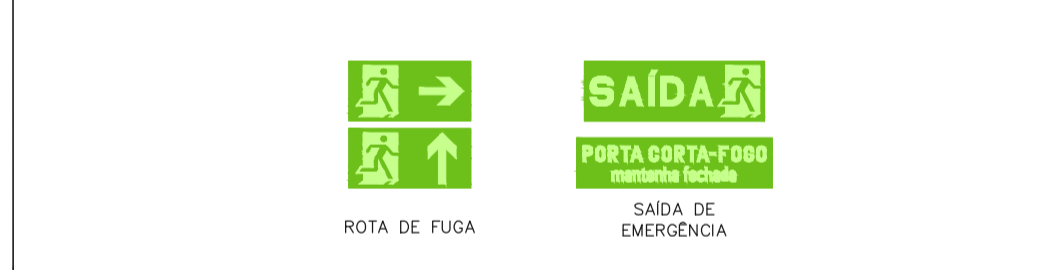 SAÍDA
PORTA CORTA-FOGO
mantenha fechada
ROTA DE FUGA
SAÍDA DE
EMERGÊNCIA